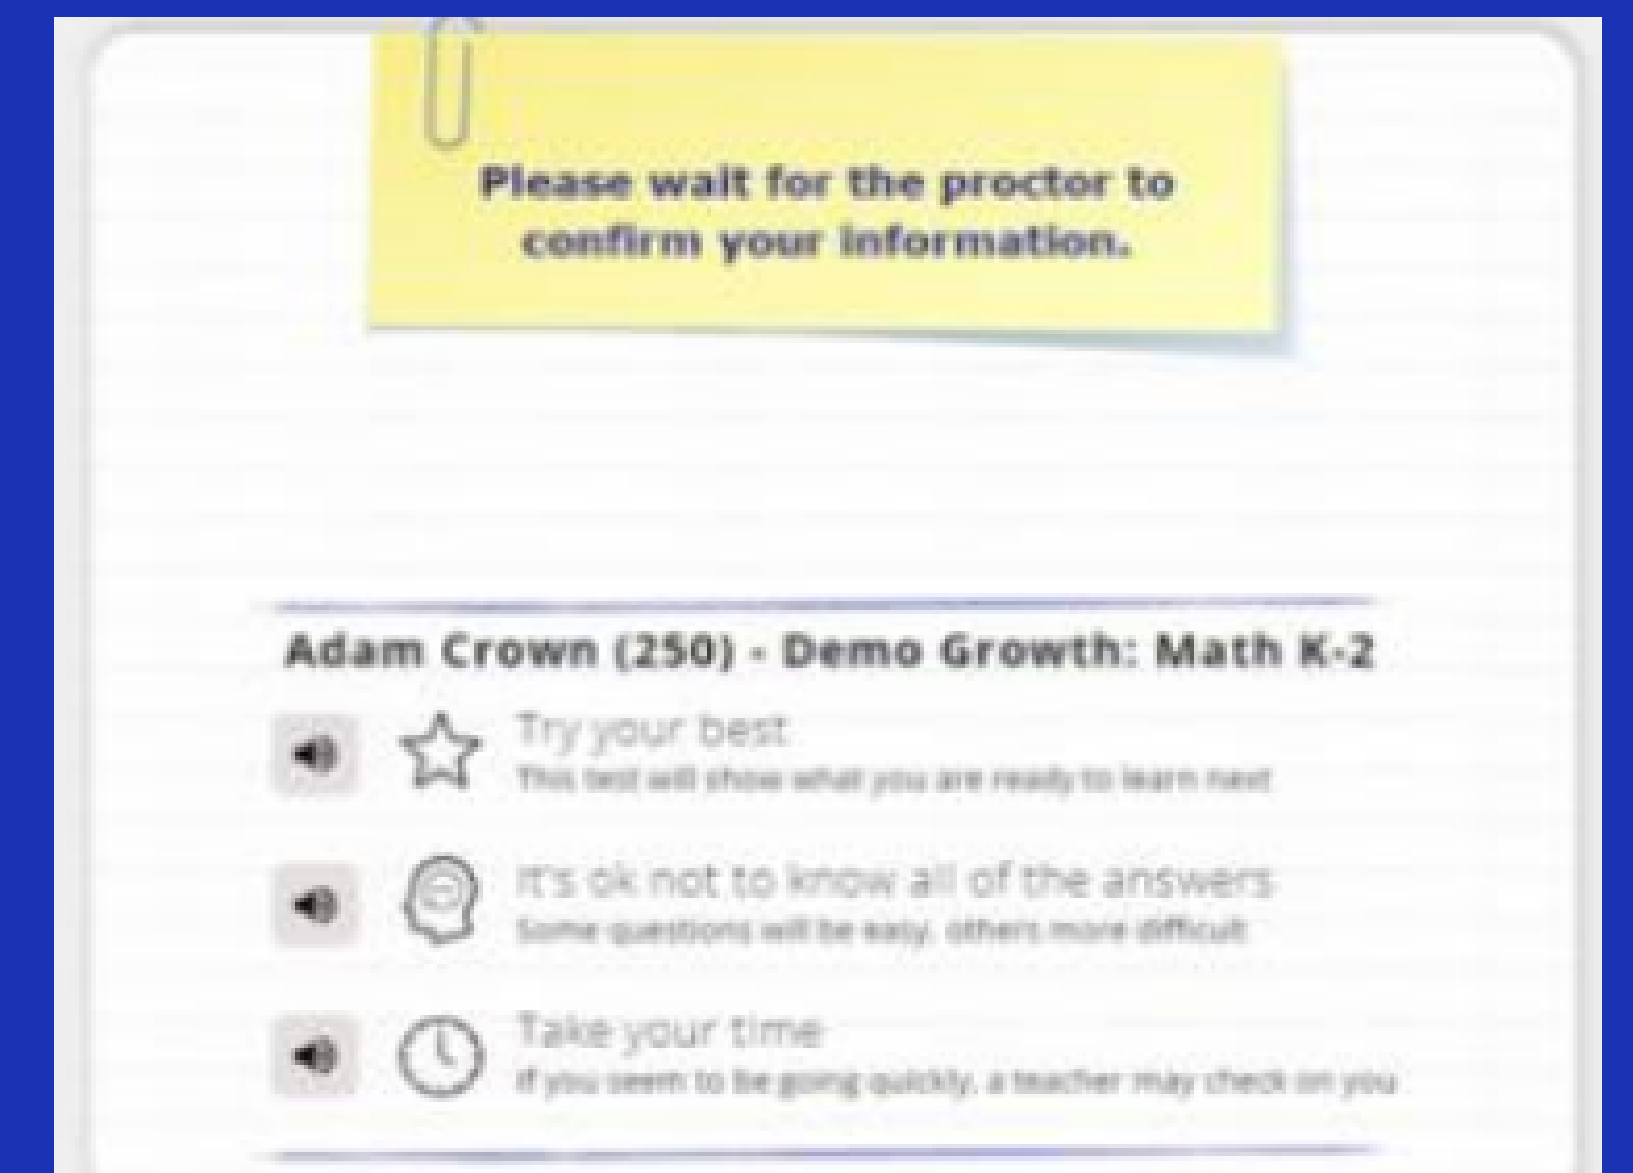 Please wait for the proctor to
confirm your information.
Adam Crown (250) - Demo Growth: Math K-2
Try your best
This test will show what you are ready to learn next
It's ok not to know all of the answers
Some questions will be easy, others more difficult
Take your time
If you seem to be going quickly, a teacher may check on you